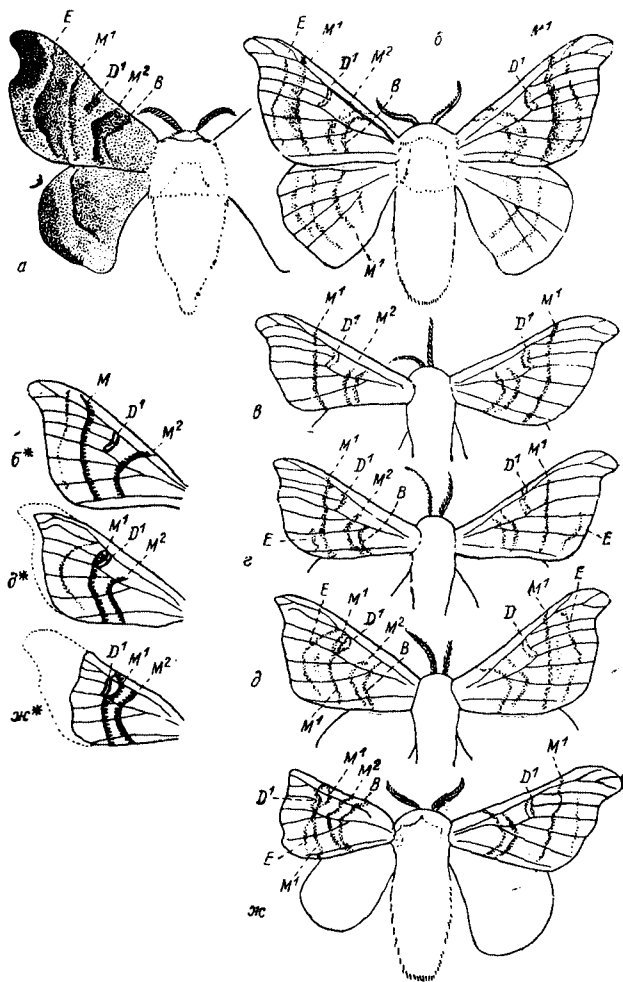 E M¹ D¹ M² B
а
E M¹ D¹ M² B б D¹ M¹
M¹
в M¹ D¹ M² D¹ M¹
б* M D¹ M²
г E M¹ D¹ M² B D¹ M¹ E
д* M¹ D¹ M²
д E M¹ D¹ M² B D M¹ E
M¹
ж* D¹ M¹ M²
ж D¹ M¹ M² B D¹ M¹
E
M¹